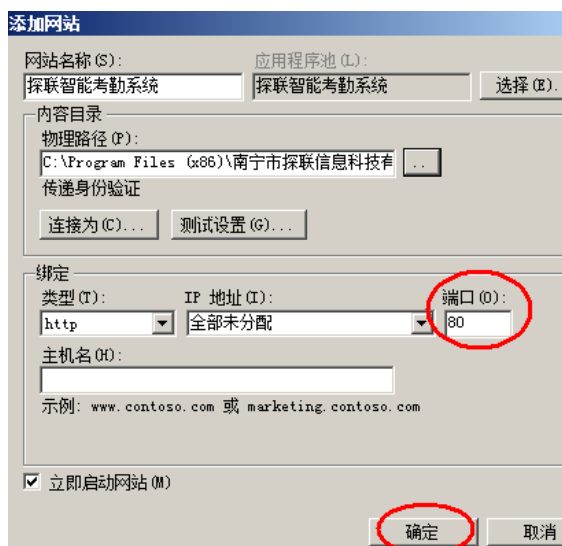 添加网站
网站名称(S): 应用程序池(L):
探联智能考勤系统 探联智能考勤系统 选择(E).
内容目录
物理路径(P):
C:\Program Files (x86)\南宁市探联信息科技有 ..
传递身份验证
连接为(C)... 测试设置(G)...
绑定
类型(T): IP 地址(I): 端口(O):
http 全部未分配 80
主机名(H):
示例: www.contoso.com 或 marketing.contoso.com
立即启动网站(M)
确定 取消